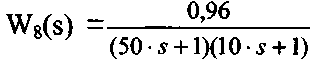 W₈(s) = 0,96 / ((50 · s + 1)(10 · s + 1))